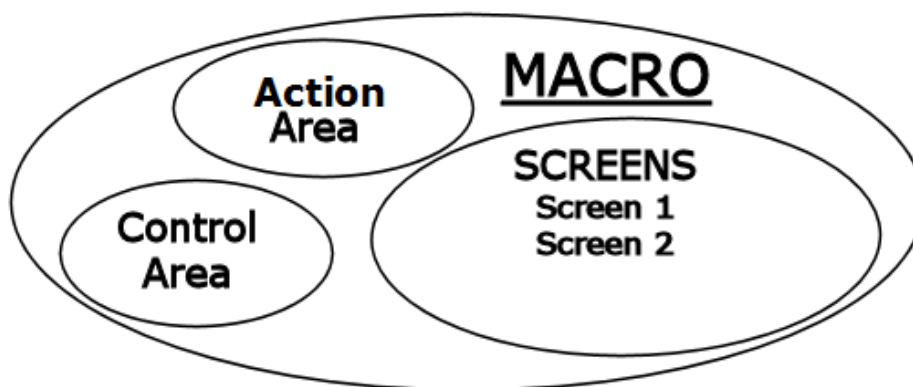 Action
Area
MACRO
SCREENS
Screen 1
Screen 2
Control
Area